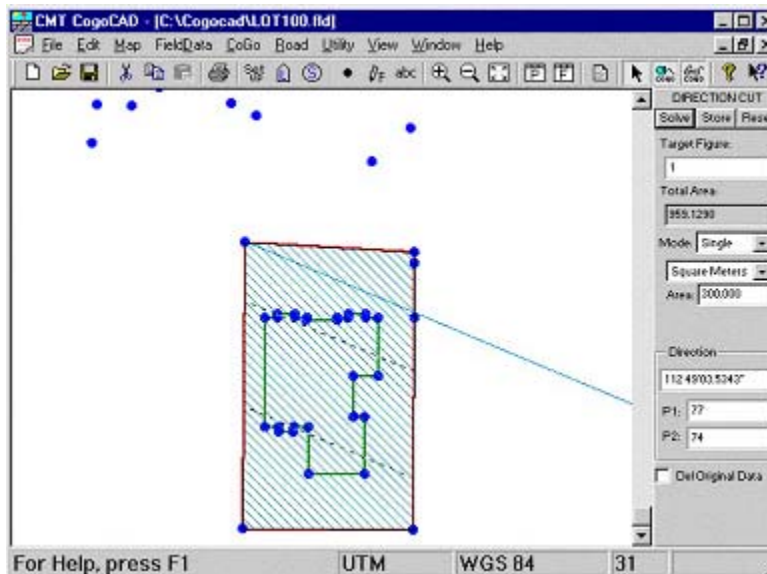 CMT CogoCAD - [C:\Cogocad\LOT100.fld]
File Edit Map FieldData CoGo Road Utility View Window Help
abc
DIRECTION CUT
Solve Store Rese
Target Figure:
1
Total Area:
959.1290
Mode: Single
Square Meters
Area: 300.000
Direction
112 49'03.5343"
P1: 77
P2: 74
Del Original Data
For Help, press F1 UTM WGS 84 31